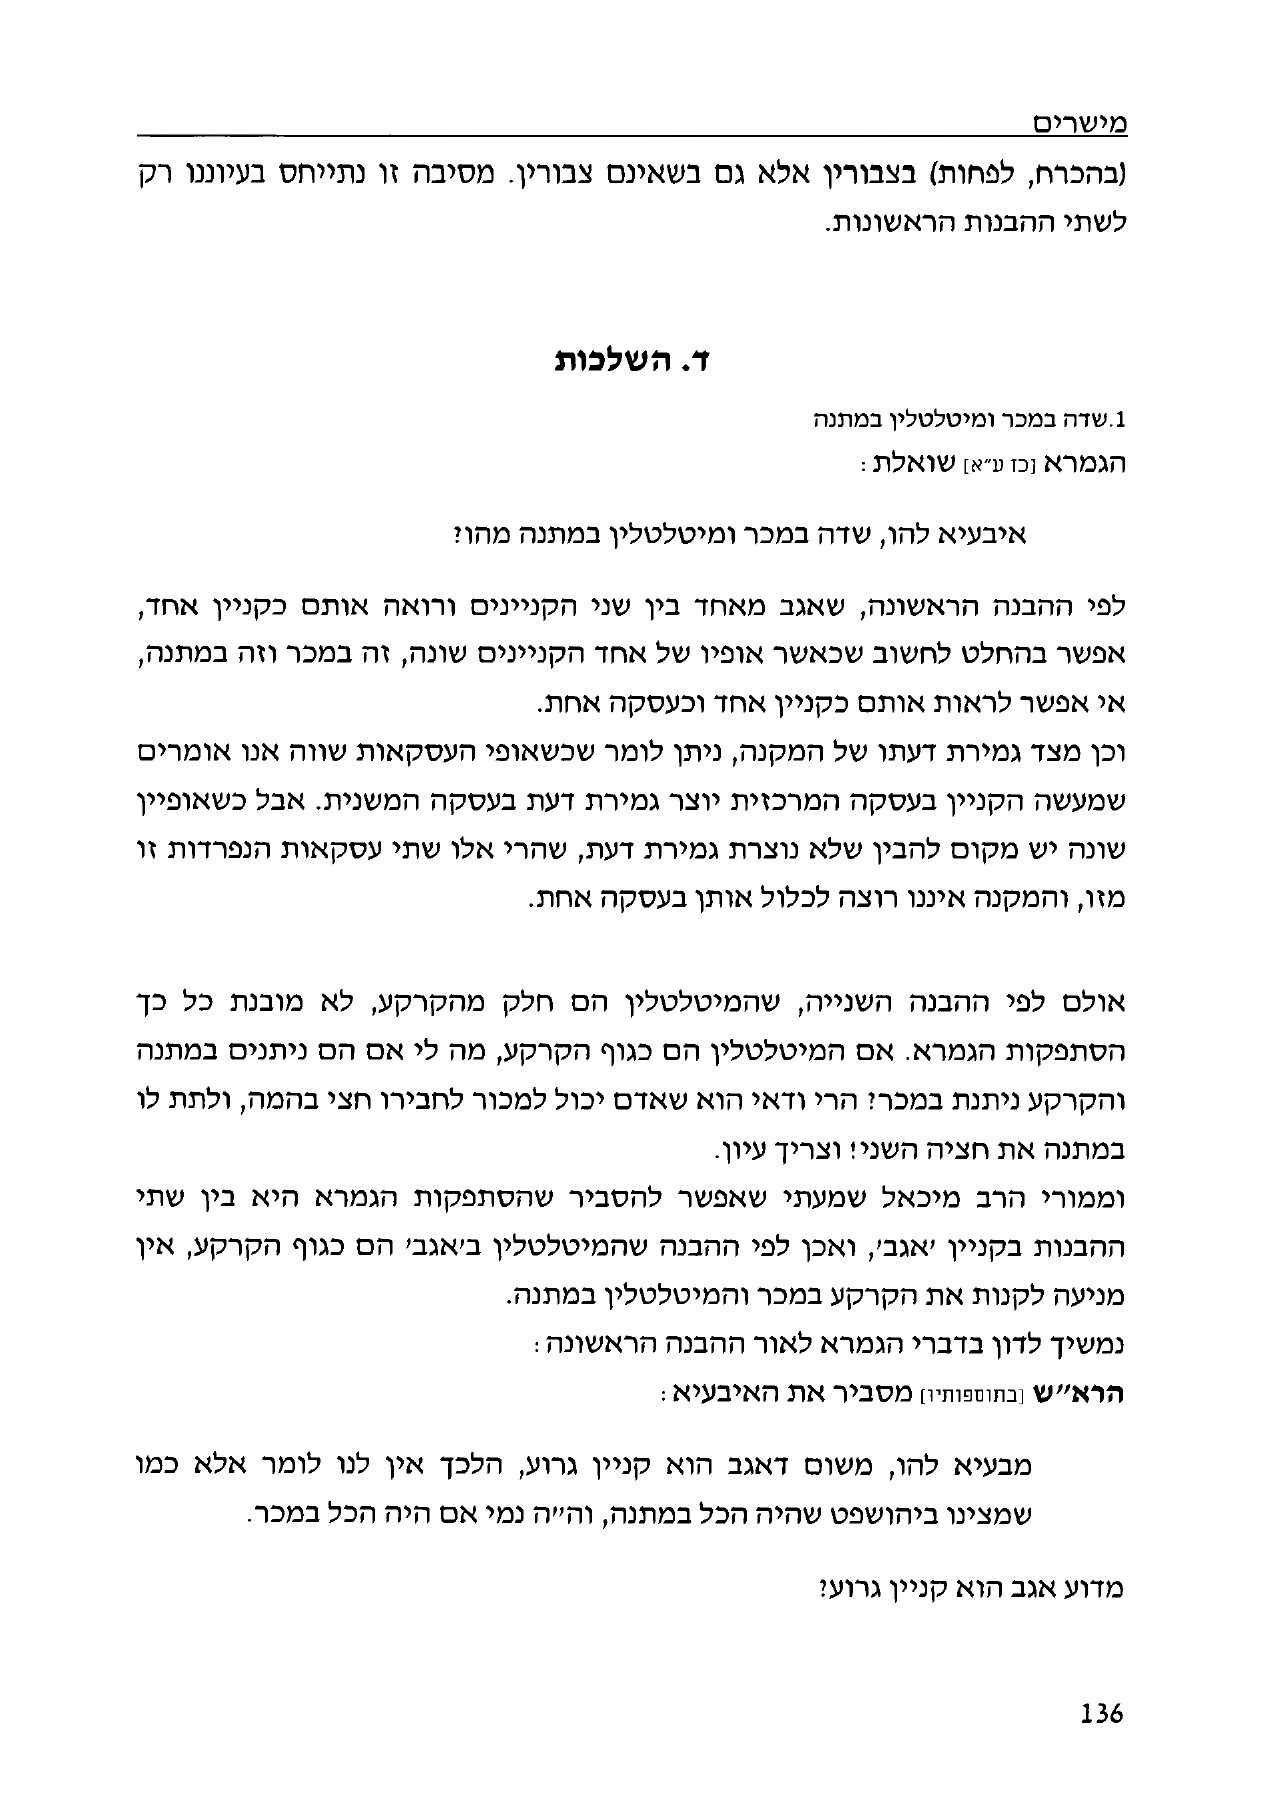 מישרים
(בהכרח, לפחות) בצבורין אלא גם בשאינם צבורין. מסיבה זו נתייחס בעיוננו רק
לשתי ההבנות הראשונות.
ד. השלכות
1.שדה במכר ומיטלטלין במתנה
הגמרא [כז ע״א] שואלת:
איבעיא להו, שדה במכר ומיטלטלין במתנה מהו?
לפי ההבנה הראשונה, שאגב מאחד בין שני הקניינים ורואה אותם כקניין אחד,
אפשר בהחלט לחשוב שכאשר אופיו של אחד הקניינים שונה, זה במכר וזה במתנה,
אי אפשר לראות אותם כקניין אחד וכעסקה אחת.
וכן מצד גמירת דעתו של המקנה, ניתן לומר שכשאופי העסקאות שווה אנו אומרים
שמעשה הקניין בעסקה המרכזית יוצר גמירת דעת בעסקה המשנית. אבל כשאופיין
שונה יש מקום להבין שלא נוצרת גמירת דעת, שהרי אלו שתי עסקאות הנפרדות זו
מזו, והמקנה איננו רוצה לכלול אותן בעסקה אחת.
אולם לפי ההבנה השנייה, שהמיטלטלין הם חלק מהקרקע, לא מובנת כל כך
הסתפקות הגמרא. אם המיטלטלין הם כגוף הקרקע, מה לי אם הם ניתנים במתנה
והקרקע ניתנת במכר? הרי ודאי הוא שאדם יכול למכור לחבירו חצי בהמה, ולתת לו
במתנה את חציה השני! וצריך עיון.
וממורי הרב מיכאל שמעתי שאפשר להסביר שהסתפקות הגמרא היא בין שתי
ההבנות בקניין 'אגב', ואכן לפי ההבנה שהמיטלטלין ב'אגב' הם כגוף הקרקע, אין
מניעה לקנות את הקרקע במכר והמיטלטלין במתנה.
נמשיך לדון בדברי הגמרא לאור ההבנה הראשונה:
הרא״ש [בתוספותיו] מסביר את האיבעיא:
מבעיא להו, משום דאגב הוא קניין גרוע, הלכך אין לנו לומר אלא כמו
שמצינו ביהושפט שהיה הכל במתנה, וה״ה נמי אם היה הכל במכר.
מדוע אגב הוא קניין גרוע?
136